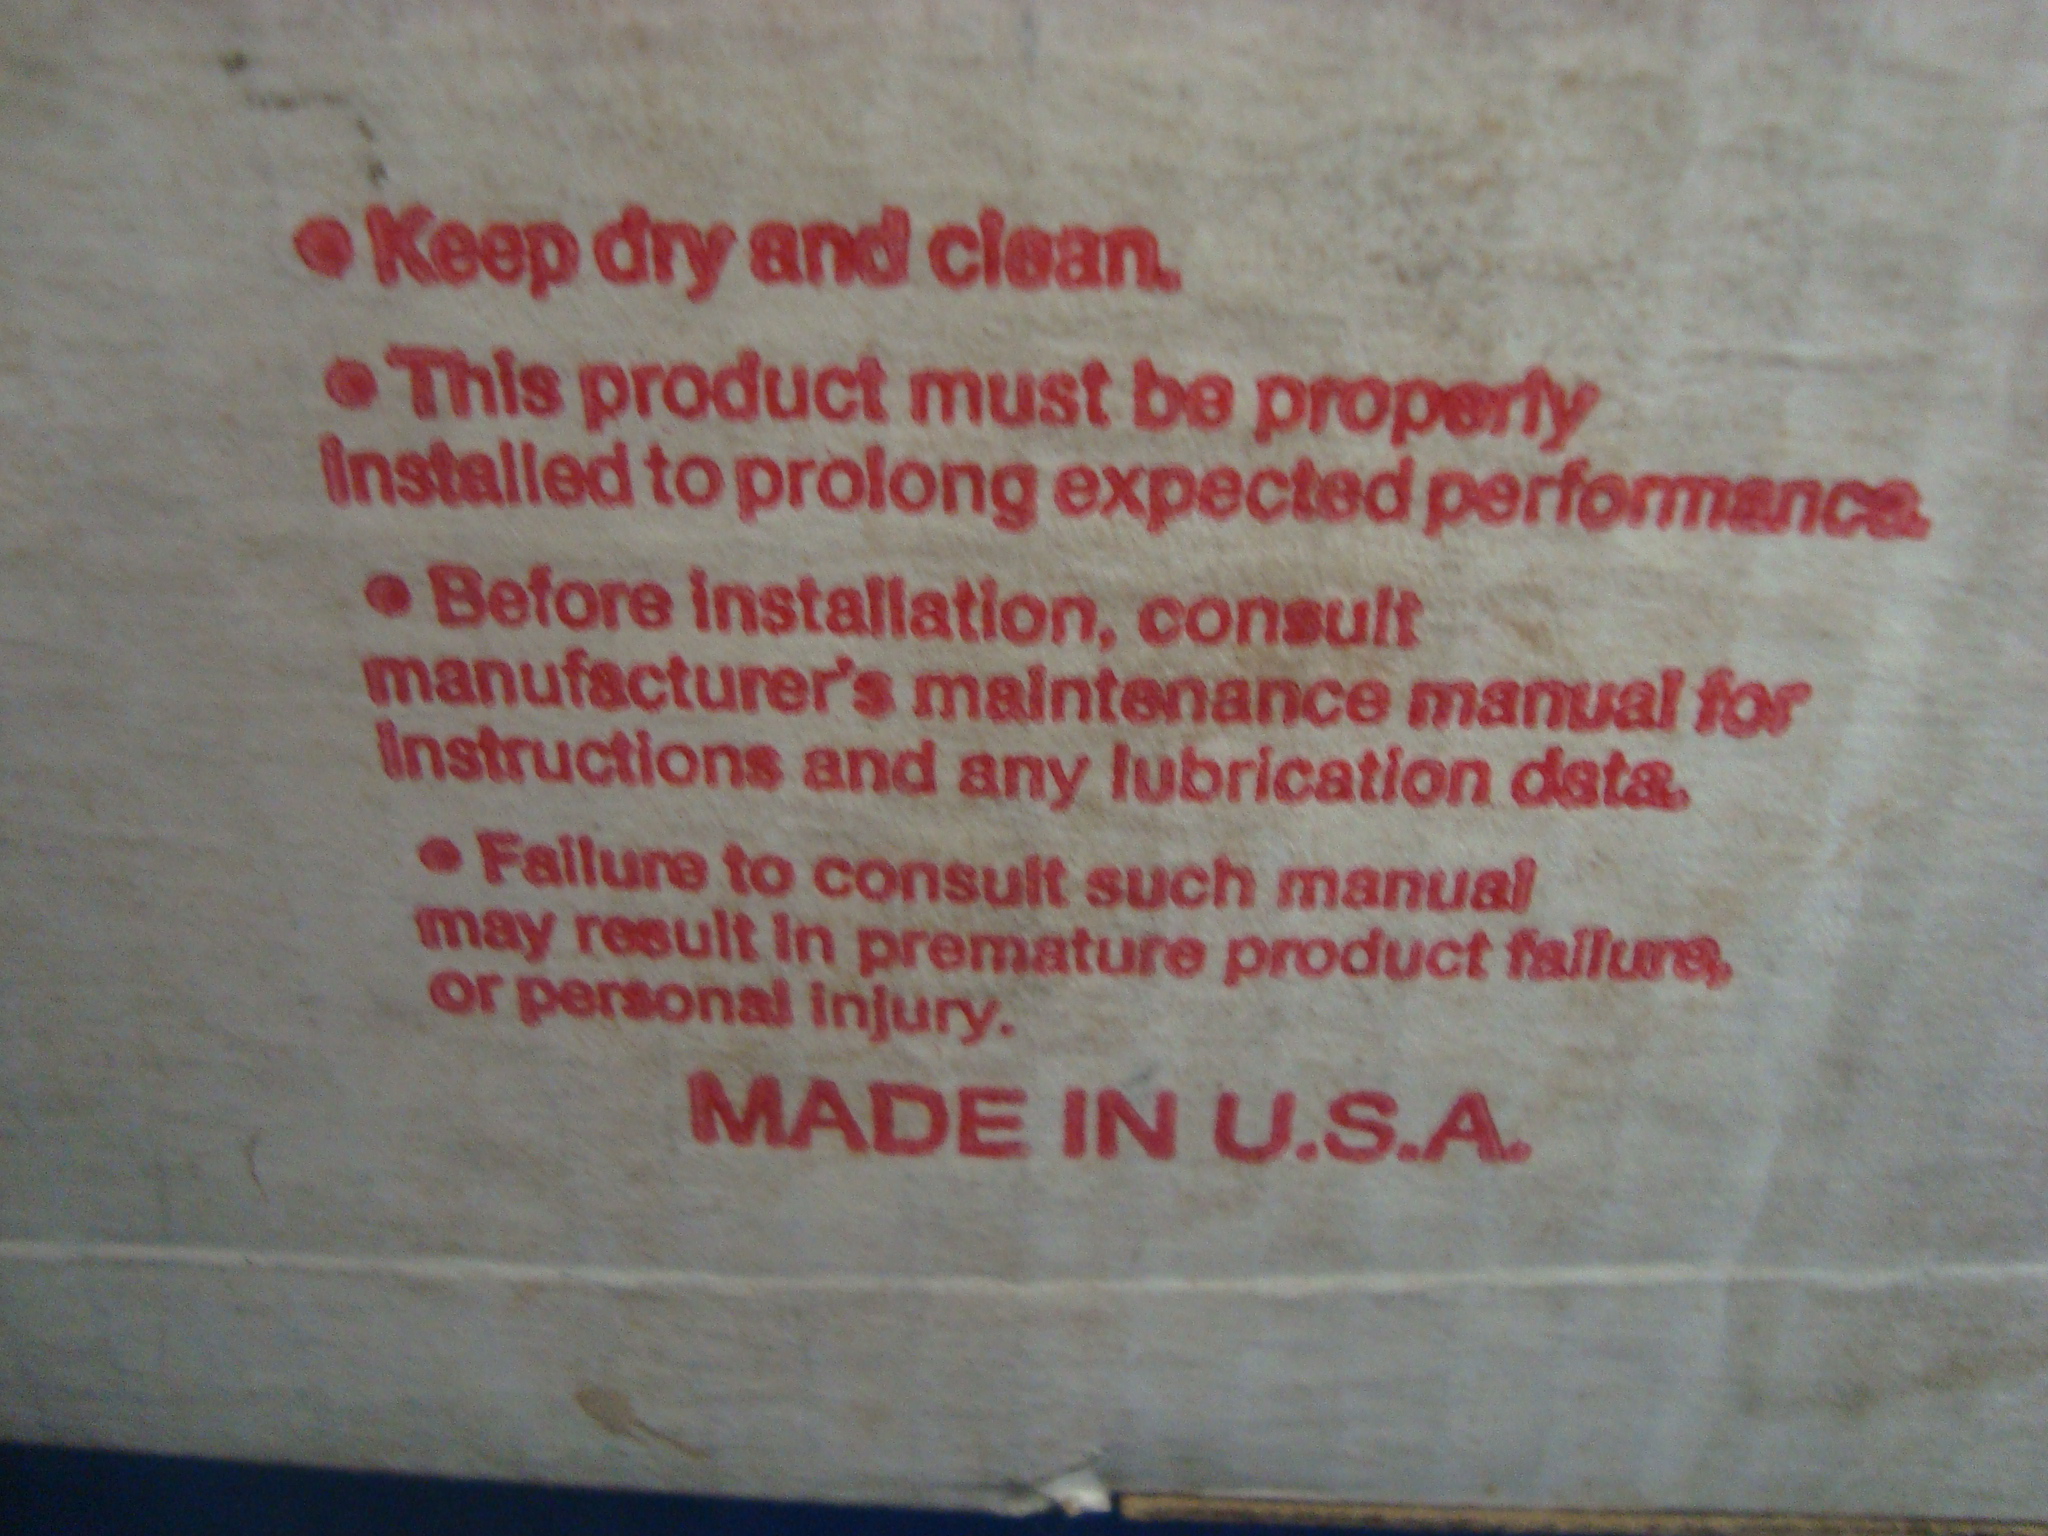 • Keep dry and clean.
• This product must be properly
installed to prolong expected performance.
• Before installation, consult
manufacturer's maintenance manual for
instructions and any lubrication data.
• Failure to consult such manual
may result in premature product failure,
or personal injury.
MADE IN U.S.A.